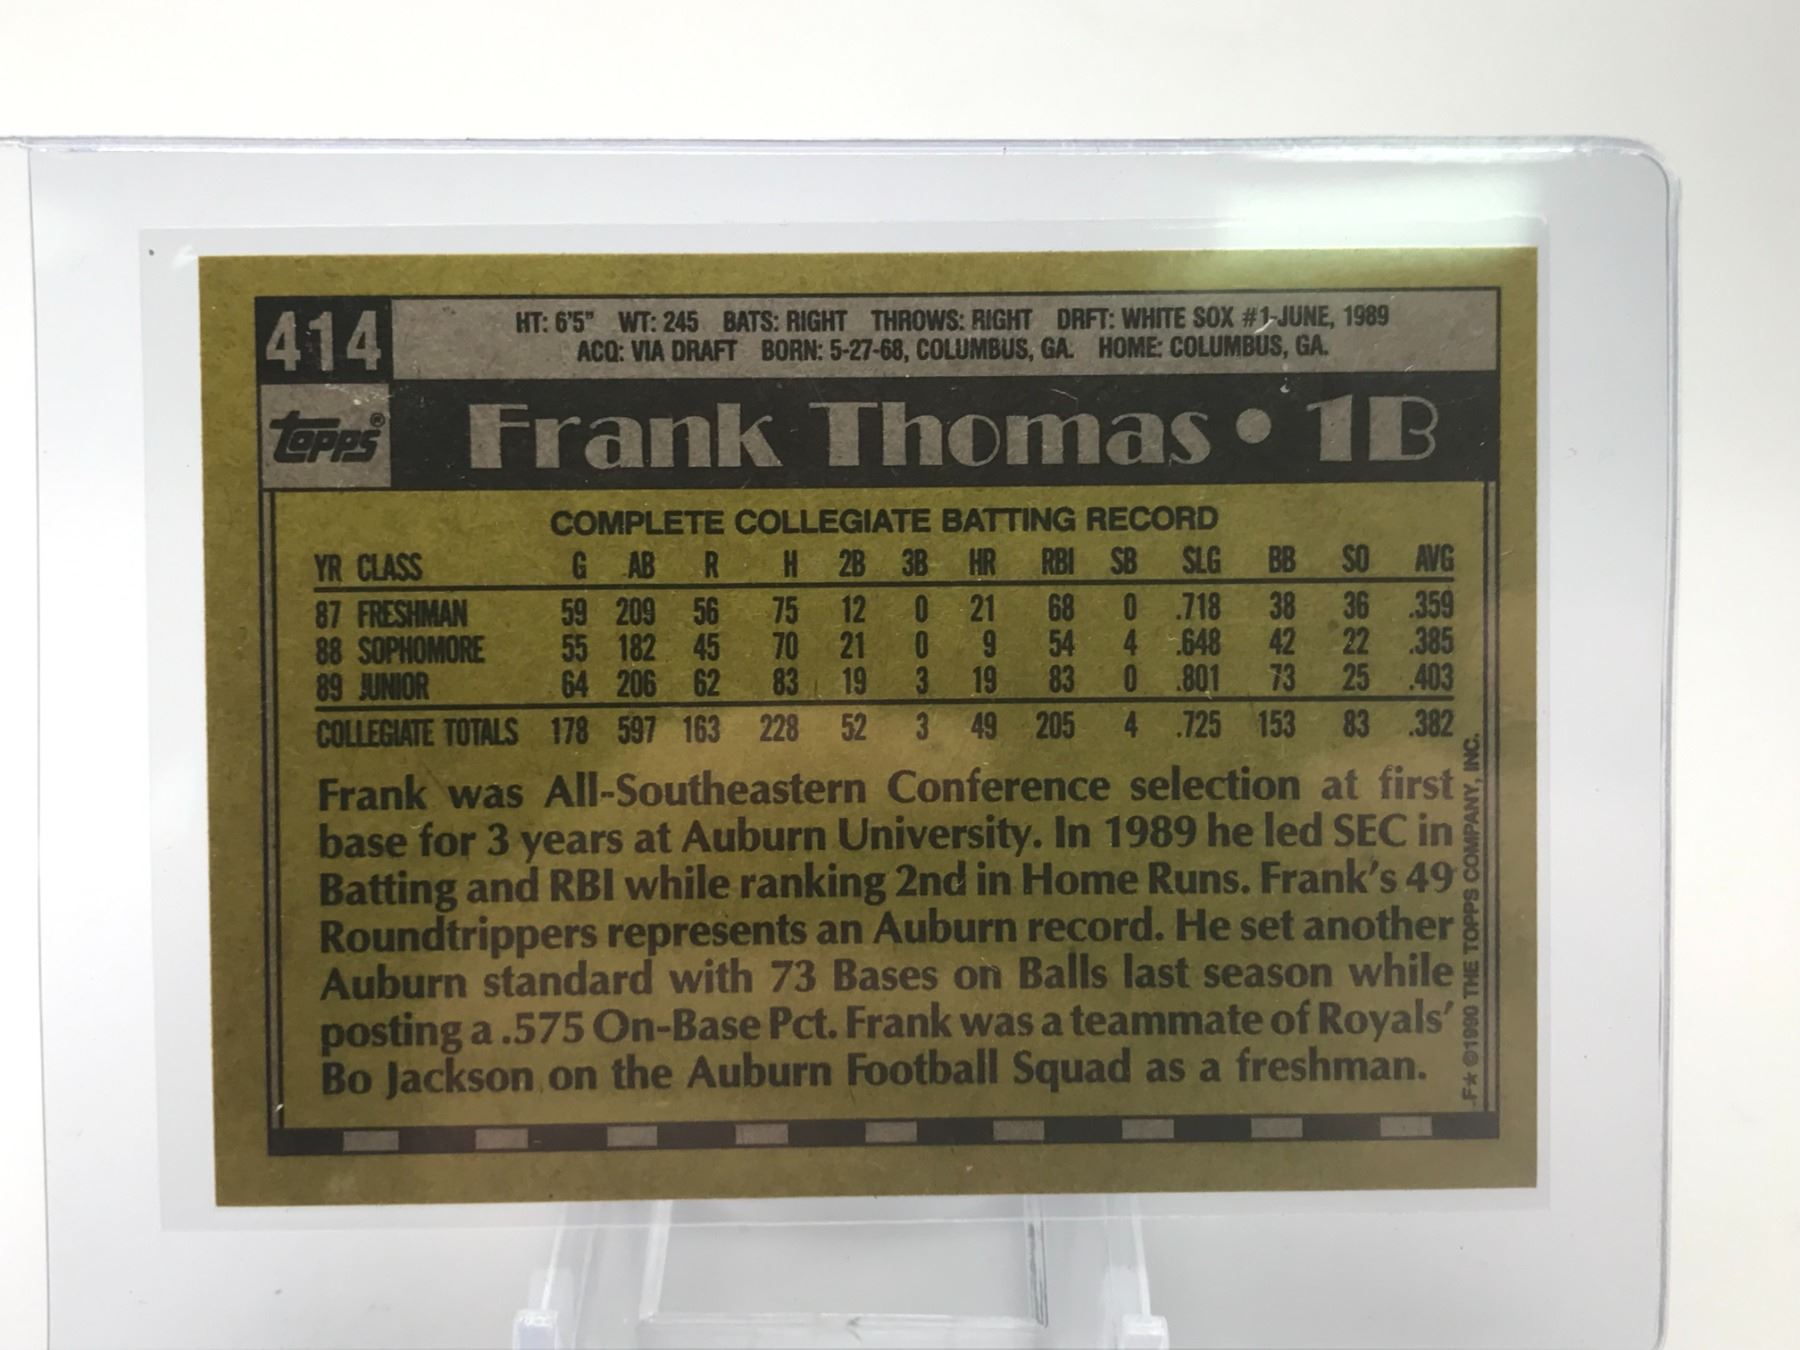 414
HT: 6'5" WT: 245 BATS: RIGHT THROWS: RIGHT DRFT: WHITE SOX #1-JUNE, 1989
ACQ: VIA DRAFT BORN: 5-27-68, COLUMBUS, GA. HOME: COLUMBUS, GA.
topps®
Frank Thomas • 1B
COMPLETE COLLEGIATE BATTING RECORD
YR CLASS G AB R H 2B 3B HR RBI SB SLG BB SO AVG
87 FRESHMAN 59 209 56 75 12 0 21 68 0 .718 38 36 .359
88 SOPHOMORE 55 182 45 70 21 0 9 54 4 .648 42 22 .385
89 JUNIOR 64 206 62 83 19 3 19 83 0 .801 73 25 .403
COLLEGIATE TOTALS 178 597 163 228 52 3 49 205 4 .725 153 83 .382
Frank was All-Southeastern Conference selection at first
base for 3 years at Auburn University. In 1989 he led SEC in
Batting and RBI while ranking 2nd in Home Runs. Frank's 49
Roundtrippers represents an Auburn record. He set another
Auburn standard with 73 Bases on Balls last season while
posting a .575 On-Base Pct. Frank was a teammate of Royals'
Bo Jackson on the Auburn Football Squad as a freshman.
F* ©1990 THE TOPPS COMPANY, INC.